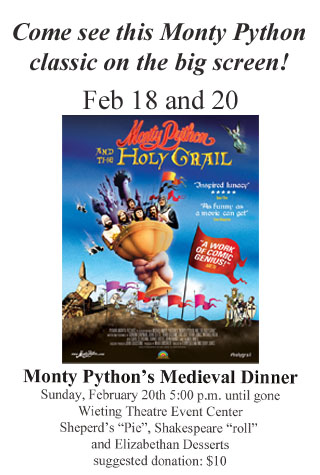 Come see this Monty Python
classic on the big screen!
Feb 18 and 20
Monty Python
AND THE HOLY GRAIL
"Inspired lunacy"
"As funny as
a movie can get"
"A WORK
OF COMIC
GENIUS!"
Monty Python's Medieval Dinner
Sunday, February 20th 5:00 p.m. until gone
Wieting Theatre Event Center
Sheperd's "Pie", Shakespeare "roll"
and Elizabethan Desserts
suggested donation: $10